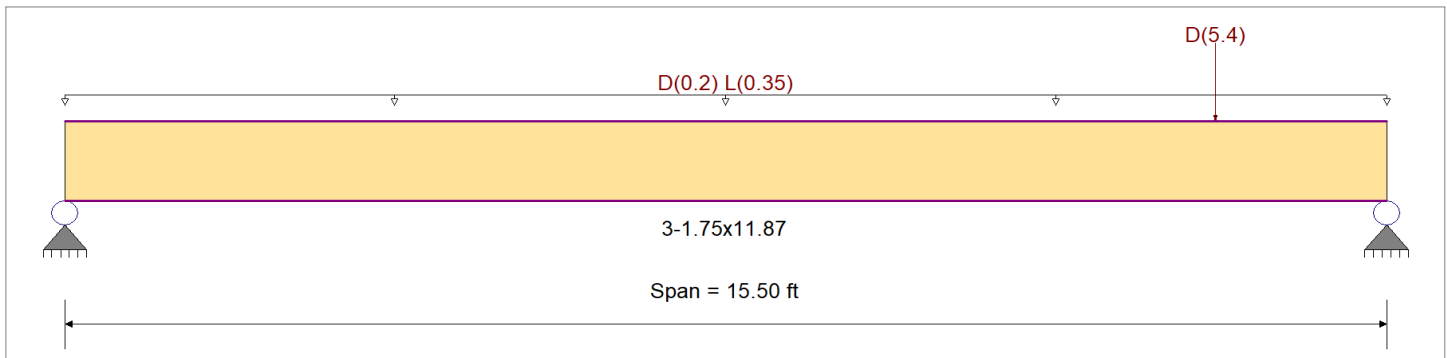 D(5.4)
D(0.2) L(0.35)
3-1.75x11.87
Span = 15.50 ft